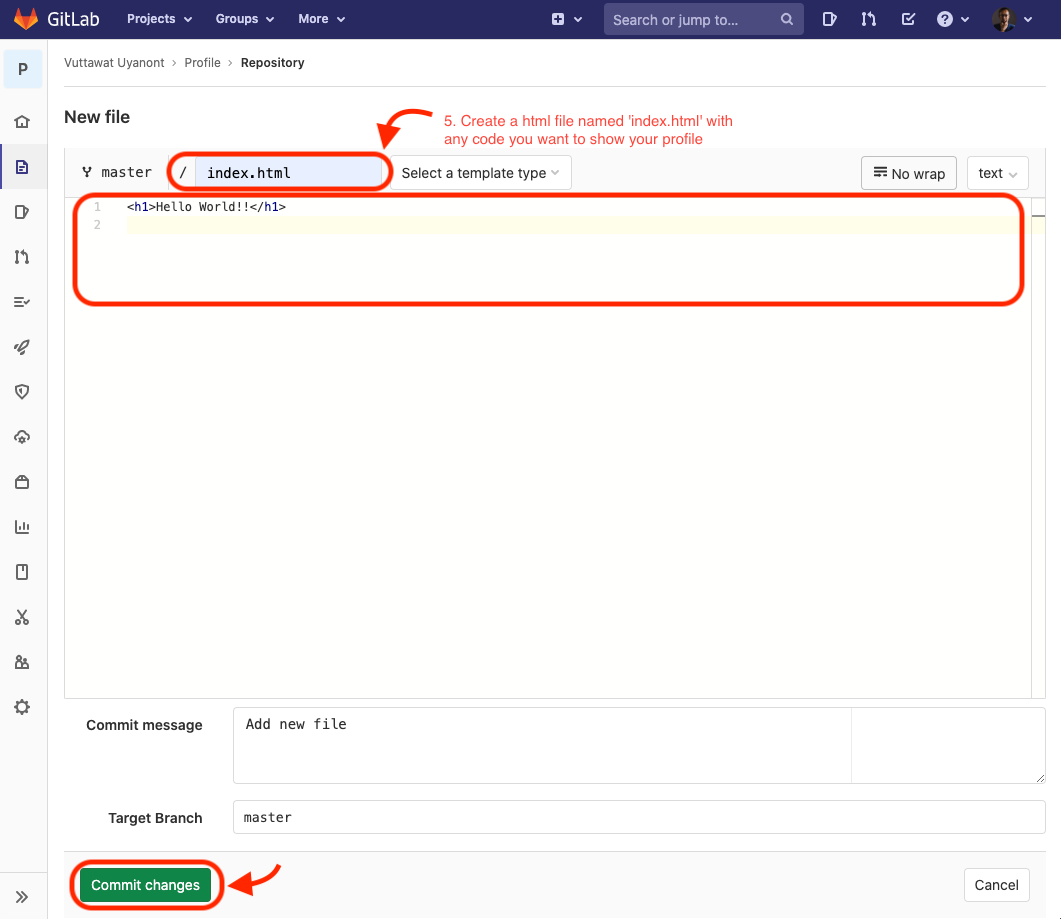 GitLab Projects Groups More Search or jump to...
P
Vuttawat Uyanont › Profile › Repository
New file
5. Create a html file named 'index.html' with
any code you want to show your profile
master / index.html Select a template type No wrap text
1 <h1>Hello World!!</h1>
2
Commit message Add new file
Target Branch master
Commit changes Cancel